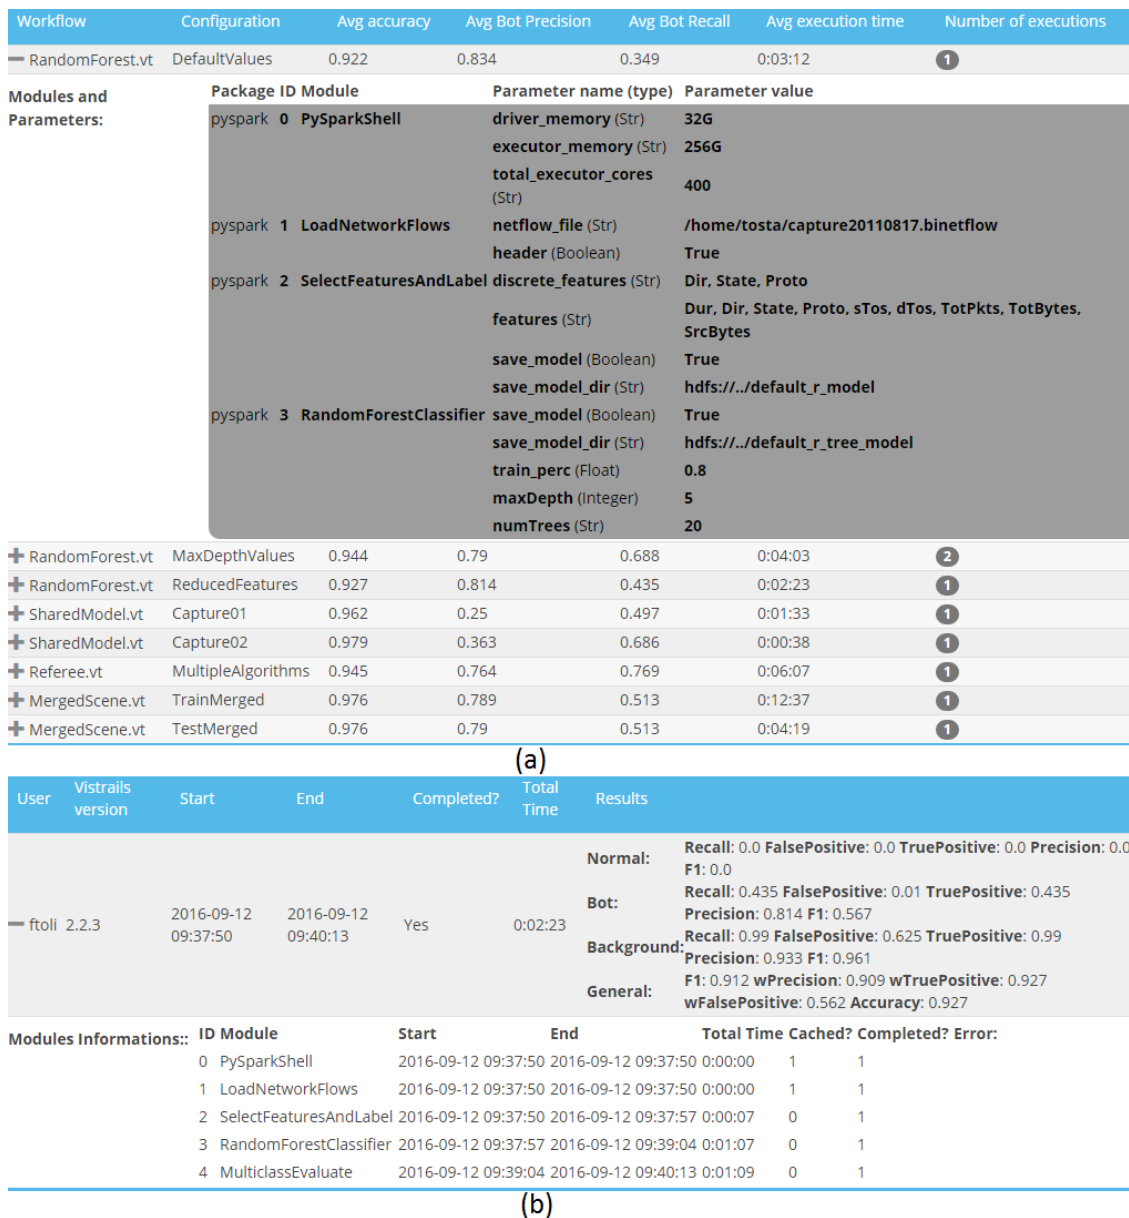 Workflow Configuration Avg accuracy Avg Bot Precision Avg Bot Recall Avg execution time Number of executions
RandomForest.vt DefaultValues 0.922 0.834 0.349 0:03:12 1
Modules and Parameters:
Package ID Module Parameter name (type) Parameter value
pyspark 0 PySparkShell driver_memory (Str) 32G
executor_memory (Str) 256G
total_executor_cores (Str) 400
pyspark 1 LoadNetworkFlows netflow_file (Str) /home/tosta/capture20110817.binetflow
header (Boolean) True
pyspark 2 SelectFeaturesAndLabel discrete_features (Str) Dir, State, Proto
features (Str) Dur, Dir, State, Proto, sTos, dTos, TotPkts, TotBytes, SrcBytes
save_model (Boolean) True
save_model_dir (Str) hdfs://../default_r_model
pyspark 3 RandomForestClassifier save_model (Boolean) True
save_model_dir (Str) hdfs://../default_r_tree_model
train_perc (Float) 0.8
maxDepth (Integer) 5
numTrees (Str) 20
RandomForest.vt MaxDepthValues 0.944 0.79 0.688 0:04:03 2
RandomForest.vt ReducedFeatures 0.927 0.814 0.435 0:02:23 1
SharedModel.vt Capture01 0.962 0.25 0.497 0:01:33 1
SharedModel.vt Capture02 0.979 0.363 0.686 0:00:38 1
Referee.vt MultipleAlgorithms 0.945 0.764 0.769 0:06:07 1
MergedScene.vt TrainMerged 0.976 0.789 0.513 0:12:37 1
MergedScene.vt TestMerged 0.976 0.79 0.513 0:04:19 1
(a)
User Vistrails version Start End Completed? Total Time Results
ftoli 2.2.3 2016-09-12 09:37:50 2016-09-12 09:40:13 Yes 0:02:23
Normal: Recall: 0.0 FalsePositive: 0.0 TruePositive: 0.0 Precision: 0.0
F1: 0.0
Bot: Recall: 0.435 FalsePositive: 0.01 TruePositive: 0.435
Precision: 0.814 F1: 0.567
Background: Recall: 0.99 FalsePositive: 0.625 TruePositive: 0.99
Precision: 0.933 F1: 0.961
General: F1: 0.912 wPrecision: 0.909 wTruePositive: 0.927
wFalsePositive: 0.562 Accuracy: 0.927
Modules Informations:: ID Module Start End Total Time Cached? Completed? Error:
0 PySparkShell 2016-09-12 09:37:50 2016-09-12 09:37:50 0:00:00 1 1
1 LoadNetworkFlows 2016-09-12 09:37:50 2016-09-12 09:37:50 0:00:00 1 1
2 SelectFeaturesAndLabel 2016-09-12 09:37:50 2016-09-12 09:37:57 0:00:07 0 1
3 RandomForestClassifier 2016-09-12 09:37:57 2016-09-12 09:39:04 0:01:07 0 1
4 MulticlassEvaluate 2016-09-12 09:39:04 2016-09-12 09:40:13 0:01:09 0 1
(b)